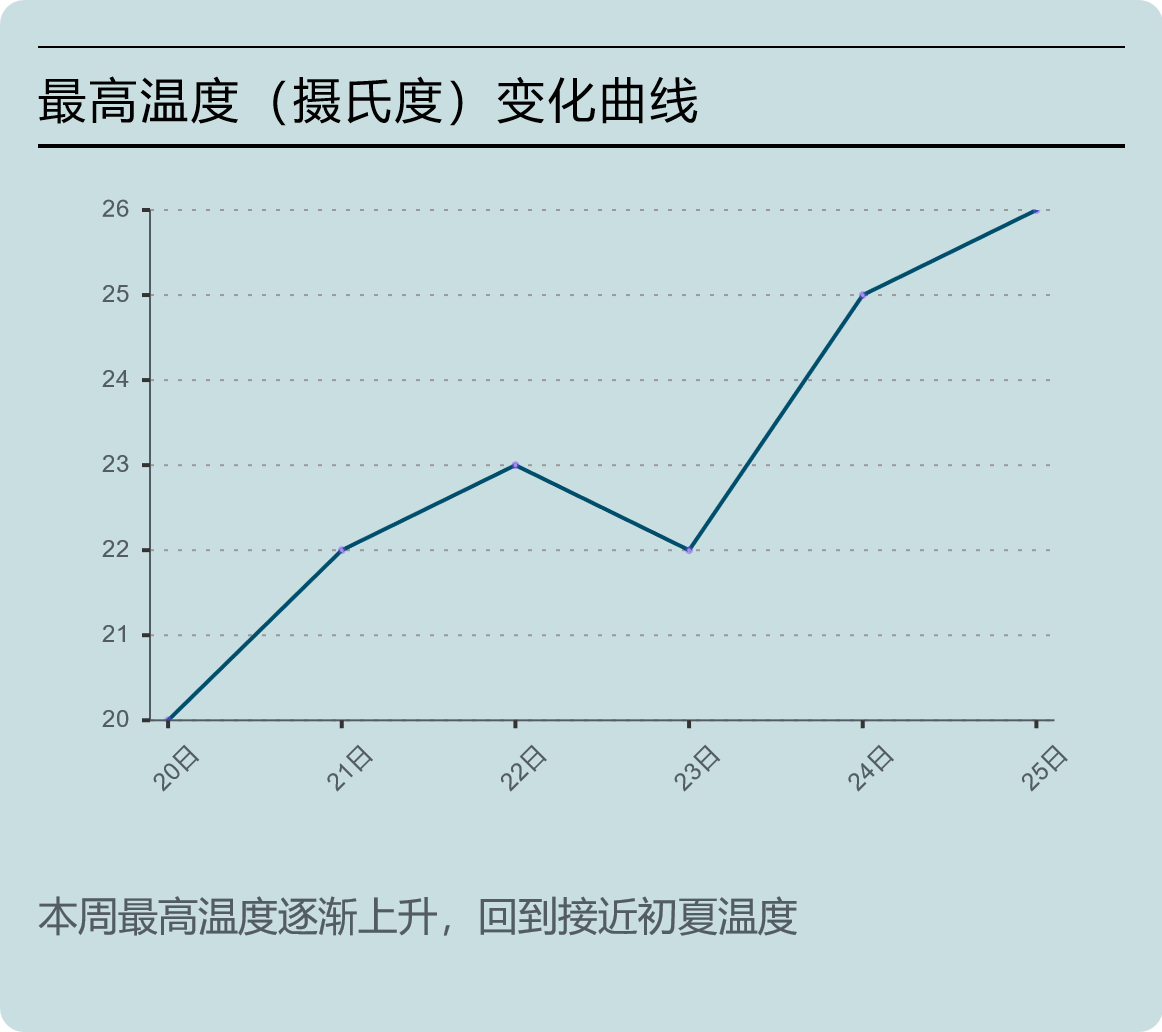 最高温度（摄氏度）变化曲线
26
25
24
23
22
21
20
20日
21日
22日
23日
24日
25日
本周最高温度逐渐上升，回到接近初夏温度